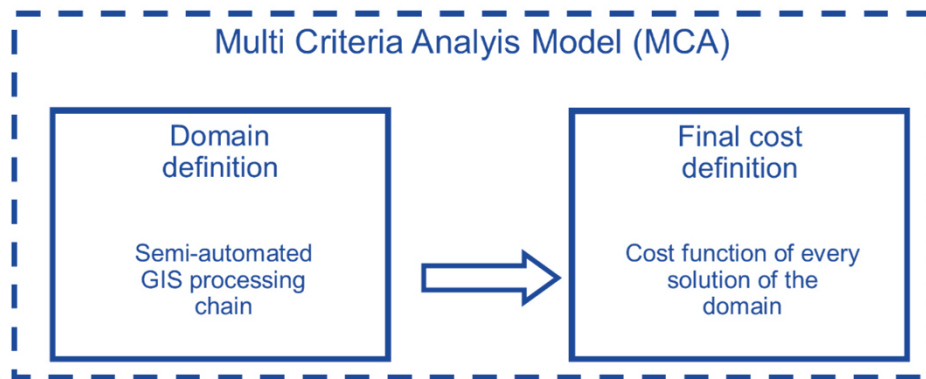 Multi Criteria Analyis Model (MCA)
Domain
definition
Semi-automated
GIS processing
chain
Final cost
definition
Cost function of every
solution of the
domain